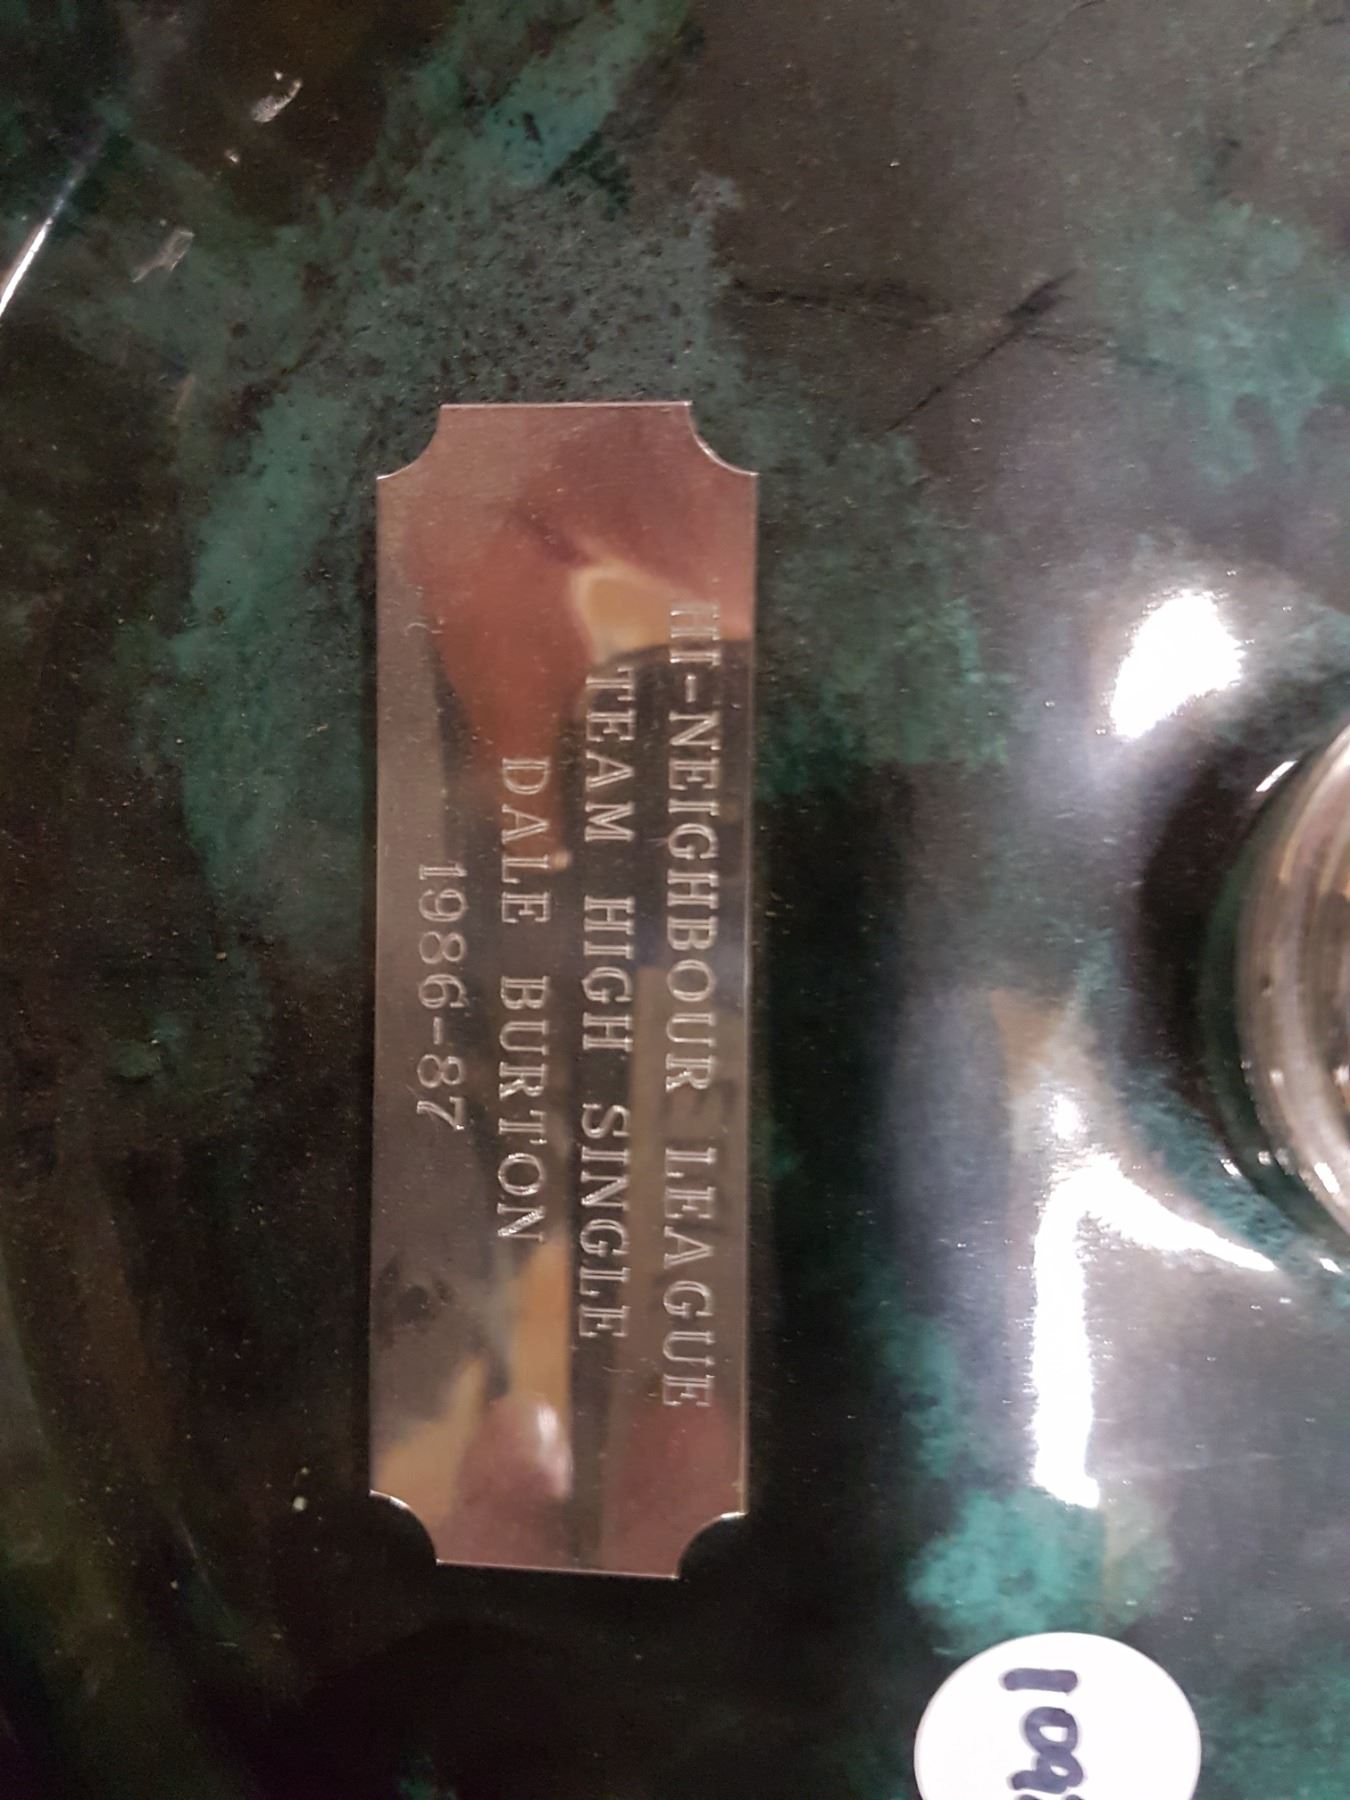 HI-NEIGHBOUR LEAGUE
TEAM HIGH SINGLE
DALE BURTON
1986-87